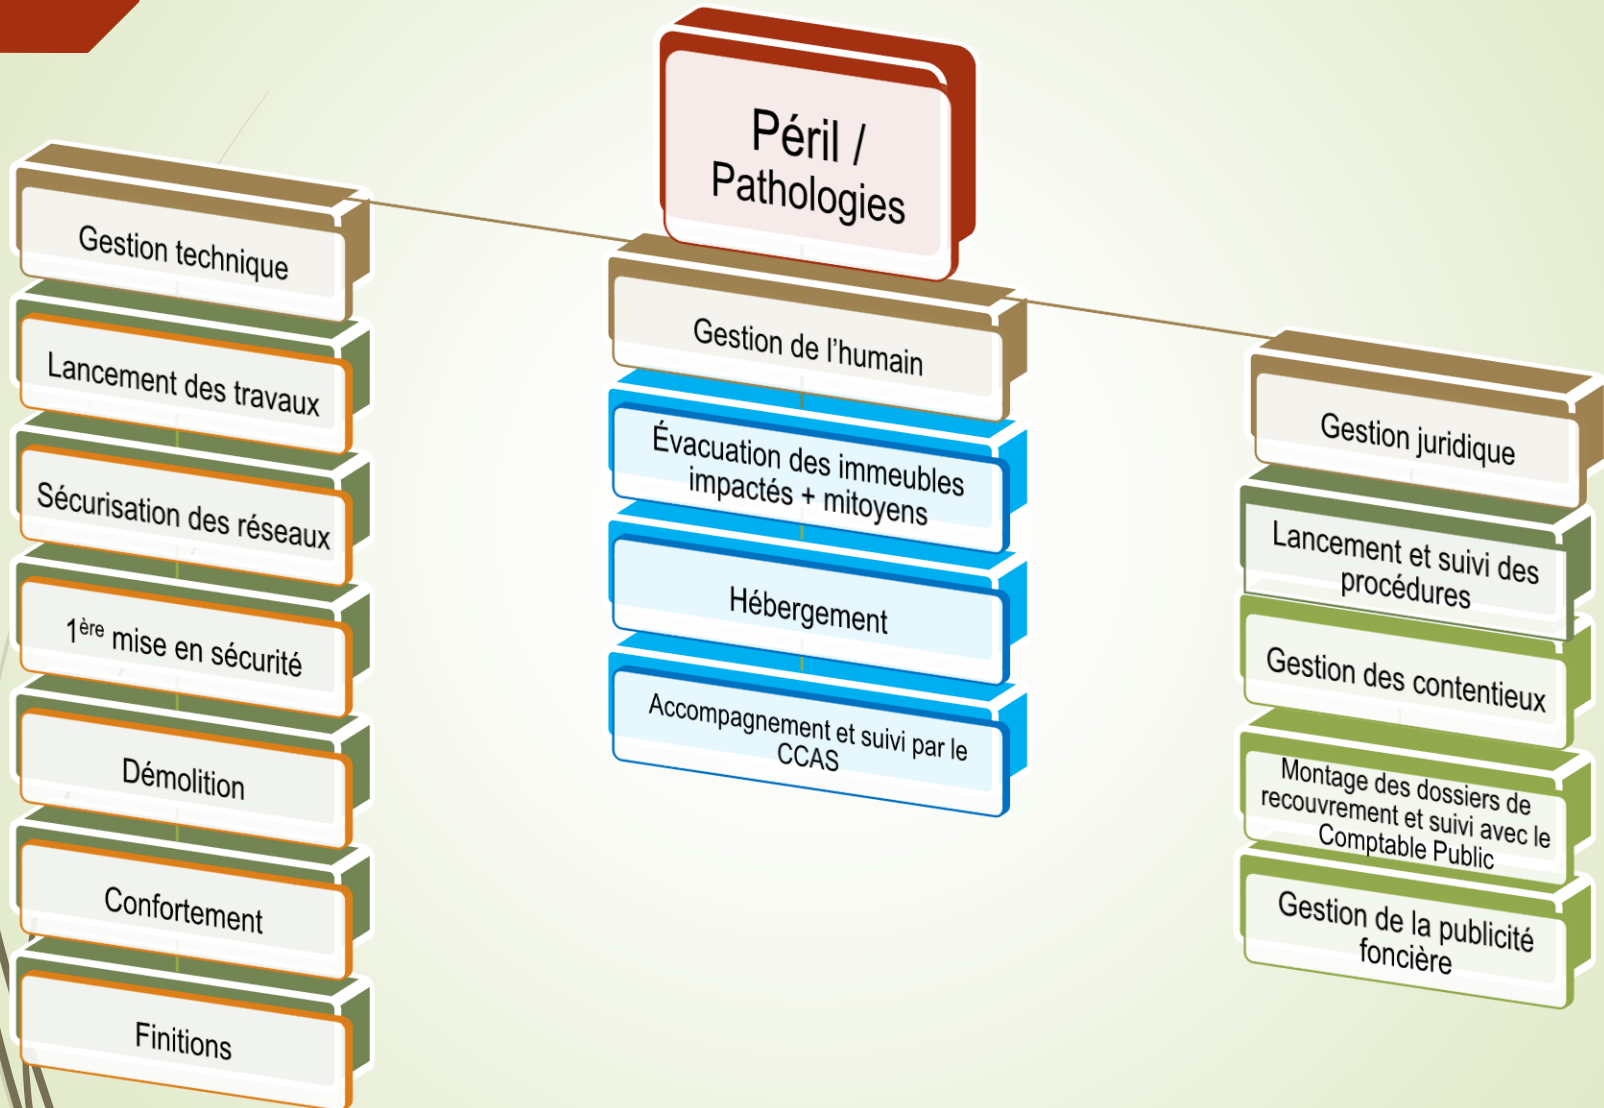 Péril /
Pathologies
Gestion technique
Lancement des travaux
Sécurisation des réseaux
1ère mise en sécurité
Démolition
Confortement
Finitions
Gestion de l'humain
Évacuation des immeubles
impactés + mitoyens
Hébergement
Accompagnement et suivi par le
CCAS
Gestion juridique
Lancement et suivi des
procédures
Gestion des contentieux
Montage des dossiers de
recouvrement et suivi avec le
Comptable Public
Gestion de la publicité
foncière